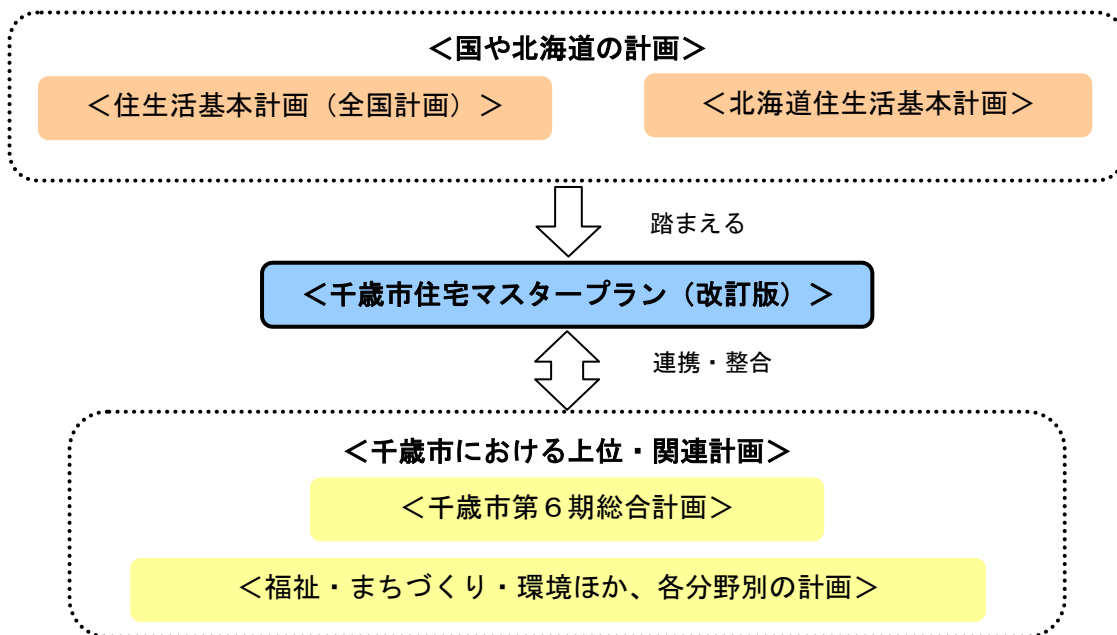 ＜国や北海道の計画＞
＜住生活基本計画（全国計画）＞
＜北海道住生活基本計画＞
踏まえる
＜千歳市住宅マスタープラン（改訂版）＞
連携・整合
＜千歳市における上位・関連計画＞
＜千歳市第６期総合計画＞
＜福祉・まちづくり・環境ほか、各分野別の計画＞